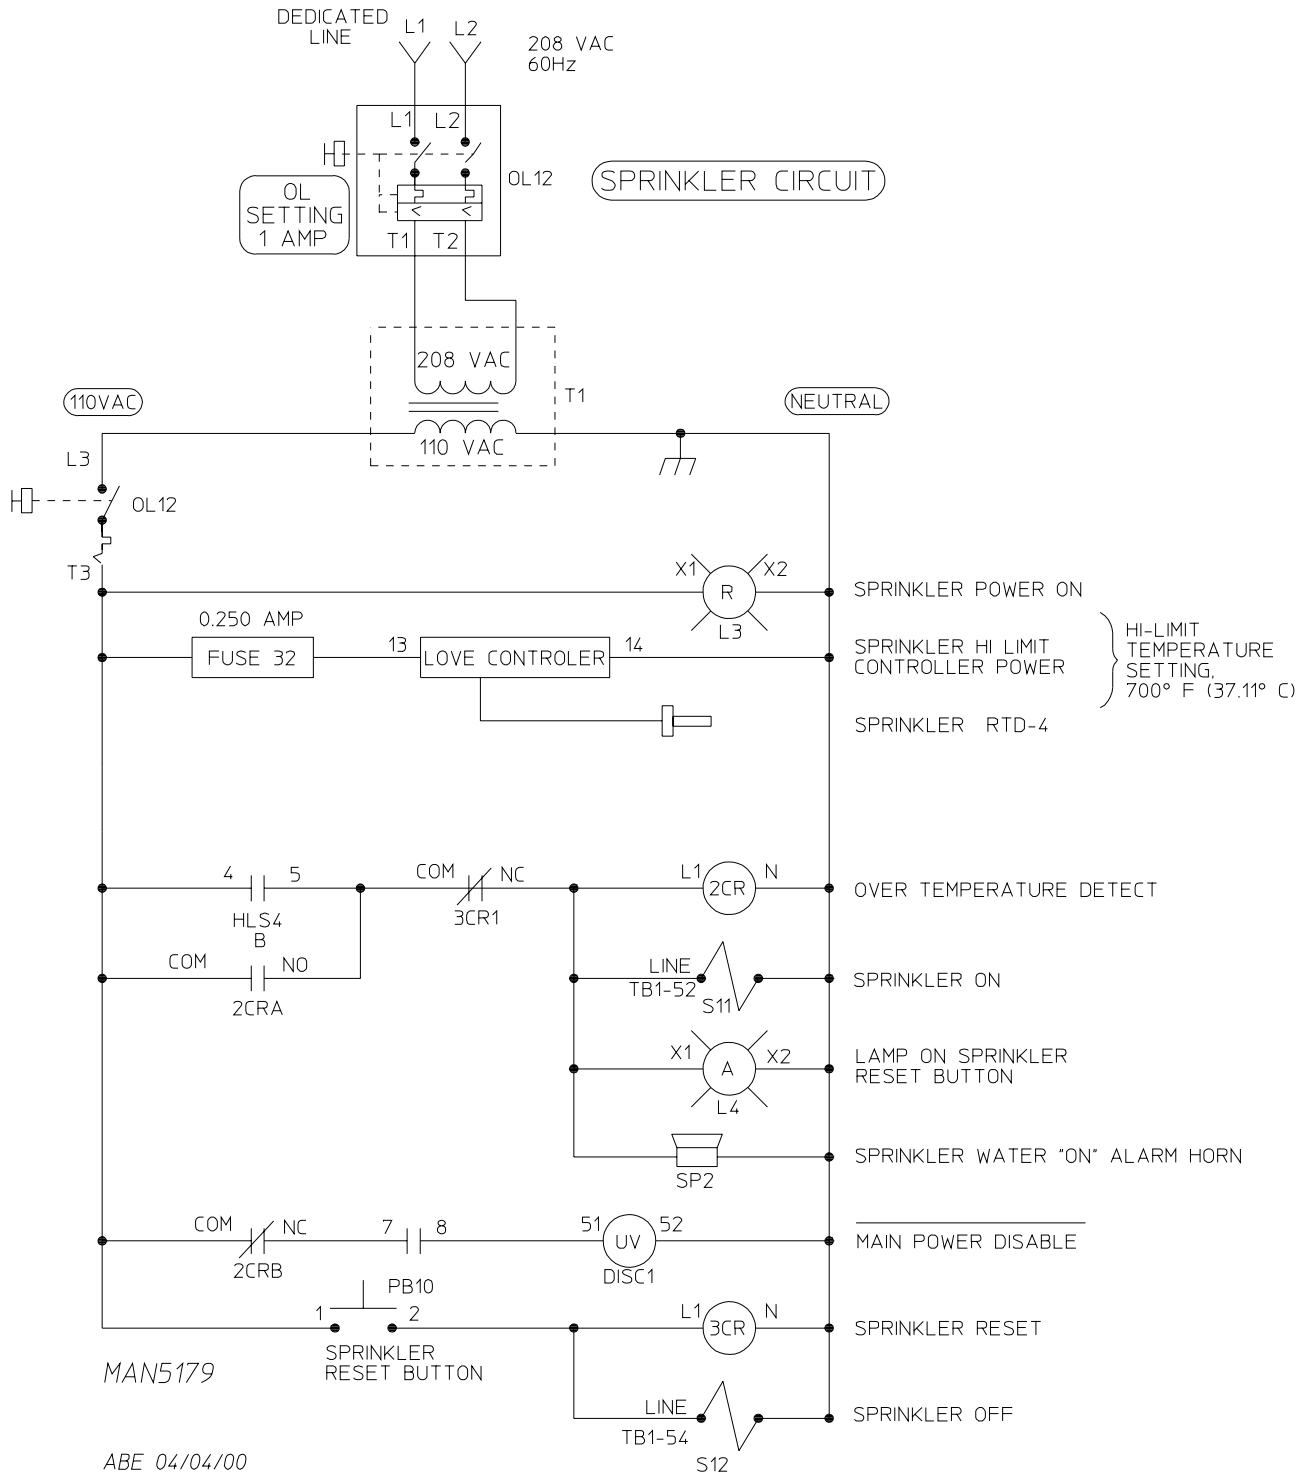 DEDICATED
LINE
L1
L2
208 VAC
60Hz
L1
L2
OL12
SPRINKLER CIRCUIT
OL
SETTING
1 AMP
T1
T2
208 VAC
T1
110VAC
NEUTRAL
110 VAC
L3
OL12
T3
X1
X2
R
L3
SPRINKLER POWER ON
0.250 AMP
FUSE 32
13
LOVE CONTROLER
14
SPRINKLER HI LIMIT
CONTROLLER POWER
HI-LIMIT
TEMPERATURE
SETTING,
700° F (37.11° C)
SPRINKLER RTD-4
4
5
HLS4
B
COM
NC
3CR1
L1
2CR
N
OVER TEMPERATURE DETECT
COM
NO
2CRA
LINE
TB1-52
S11
SPRINKLER ON
X1
A
X2
L4
LAMP ON SPRINKLER
RESET BUTTON
SP2
SPRINKLER WATER "ON" ALARM HORN
COM
NC
2CRB
7
8
51
UV
52
DISC1
MAIN POWER DISABLE
PB10
1
2
SPRINKLER
RESET BUTTON
L1
3CR
N
SPRINKLER RESET
MAN5179
LINE
TB1-54
S12
SPRINKLER OFF
ABE 04/04/00